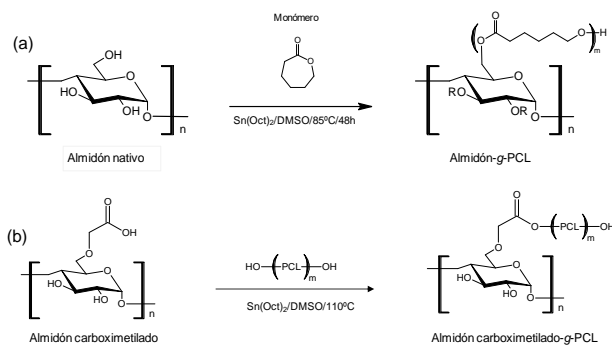 (a)
Monómero
O
O
OH
O
HO
OH
O
n
Almidón nativo
Sn(Oct)2/DMSO/85ºC/48h
O
O
O
H
m
O
RO
OR
O
n
Almidón-g-PCL
(b)
O
OH
O
O
HO
HO
O
n
Almidón carboximetilado
HO PCL OH
m
Sn(Oct)2/DMSO/110ºC
O
O PCL OH
m
O
O
HO
HO
O
n
Almidón carboximetilado-g-PCL